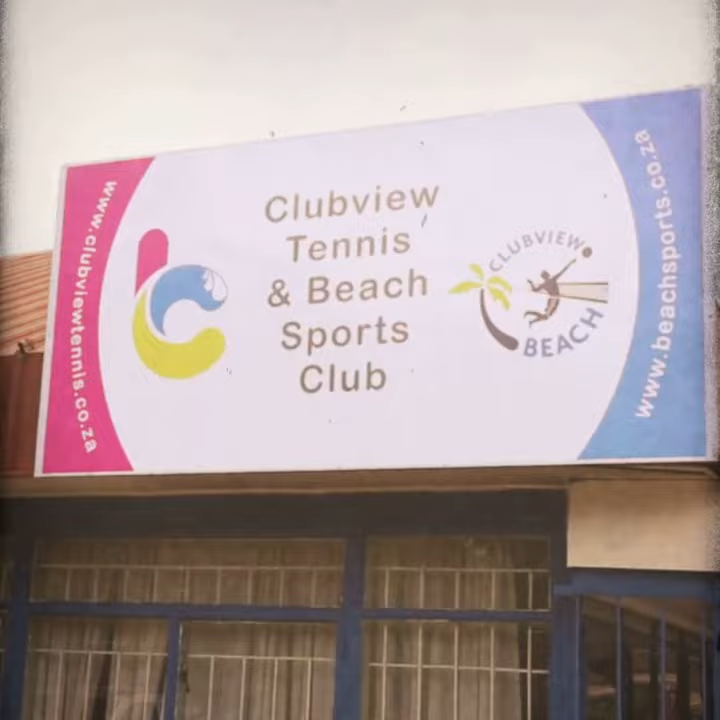 www.clubviewtennis.co.za
Clubview
Tennis
& Beach
Sports
Club
CLUBVIEW
BEACH
www.beachsports.co.za